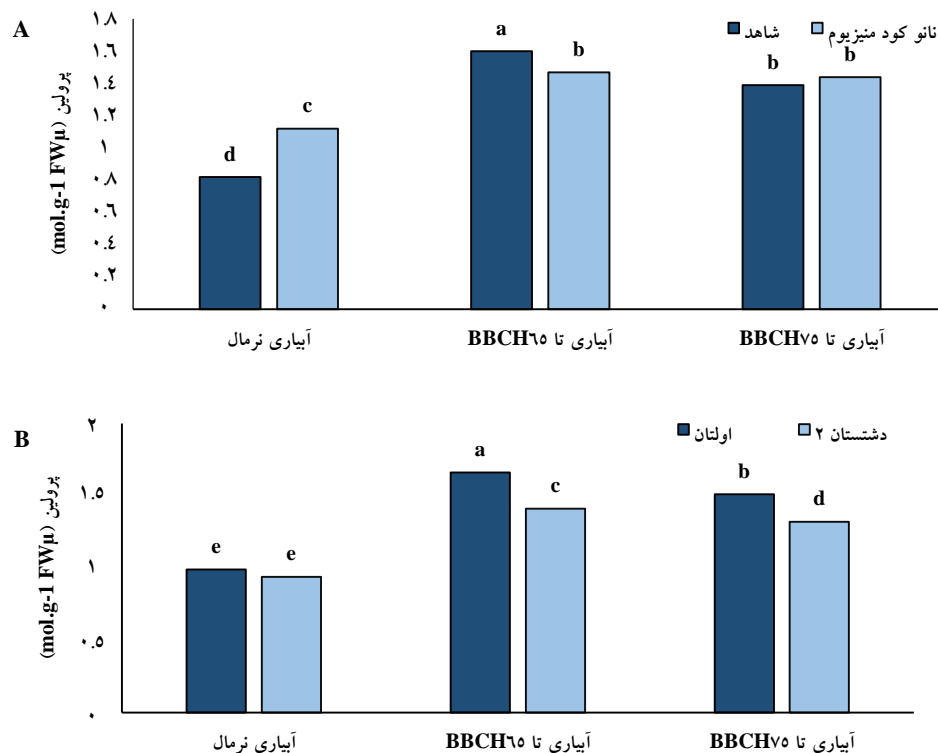 A
شاهد
نانو کود منیزیوم
پرولین (mol.g-1 FWµ)
۱.۸
۱.۶
۱.۴
۱.۲
۱
۰.۸
۰.۶
۰.۴
۰.۲
۰
d
c
a
b
b
b
آبیاری نرمال
آبیاری تا BBCH۶۵
آبیاری تا BBCH۷۵
B
اولتان
دشتستان ۲
پرولین (mol.g-1 FWµ)
۲
۱.۵
۱
۰.۵
۰
e
e
a
c
b
d
آبیاری نرمال
آبیاری تا BBCH۶۵
آبیاری تا BBCH۷۵